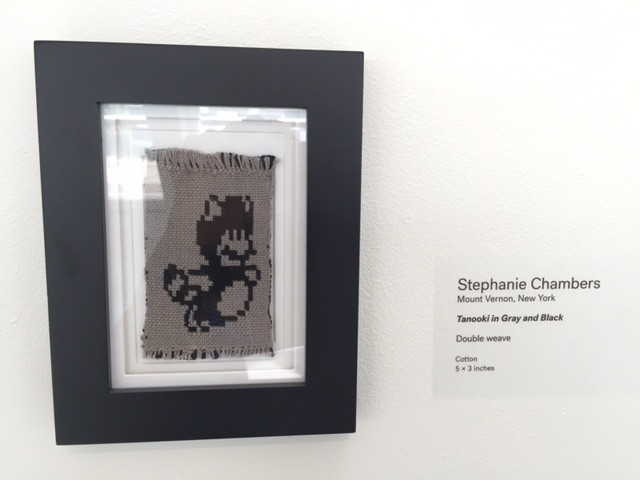 Stephanie Chambers
Mount Vernon, New York
Tanooki in Gray and Black
Double weave
Cotton
5 × 3 inches